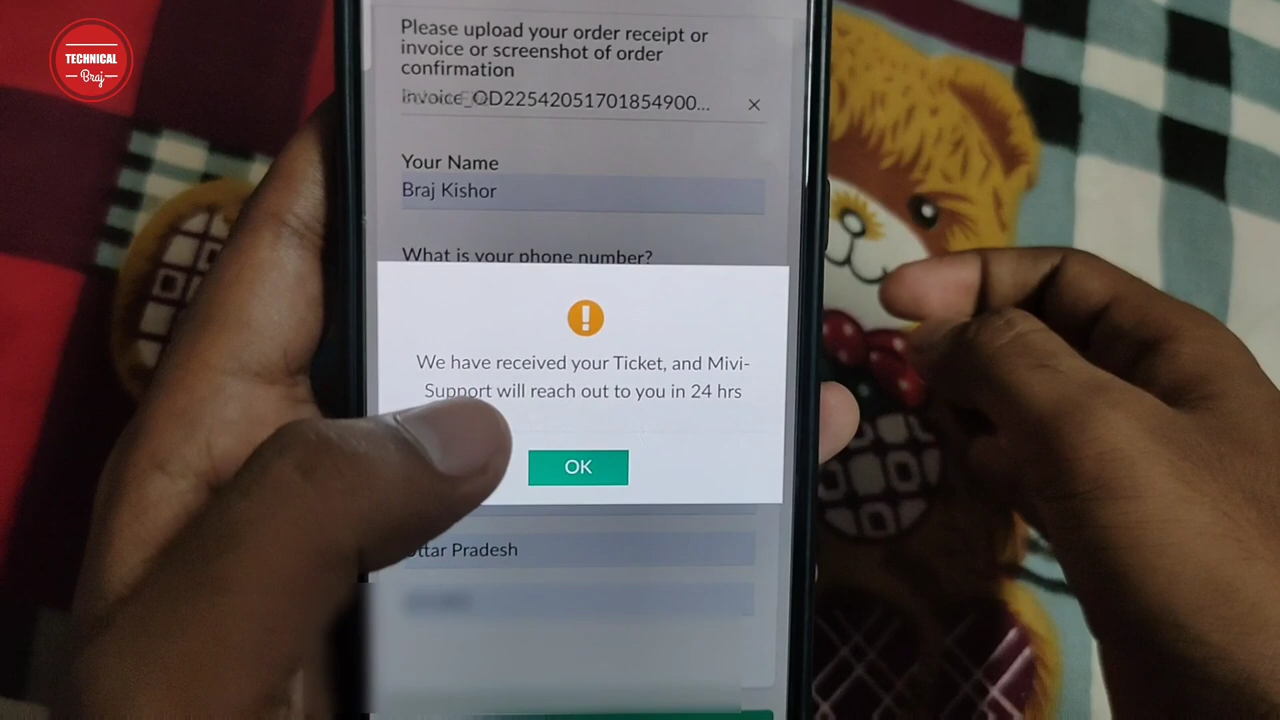 TECHNICAL
Braj
Please upload your order receipt or
invoice or screenshot of order
confirmation
invoice_OD22542051701854900...
Your Name
Braj Kishor
What is your phone number?
We have received your Ticket, and Mivi-
Support will reach out to you in 24 hrs
OK
Uttar Pradesh